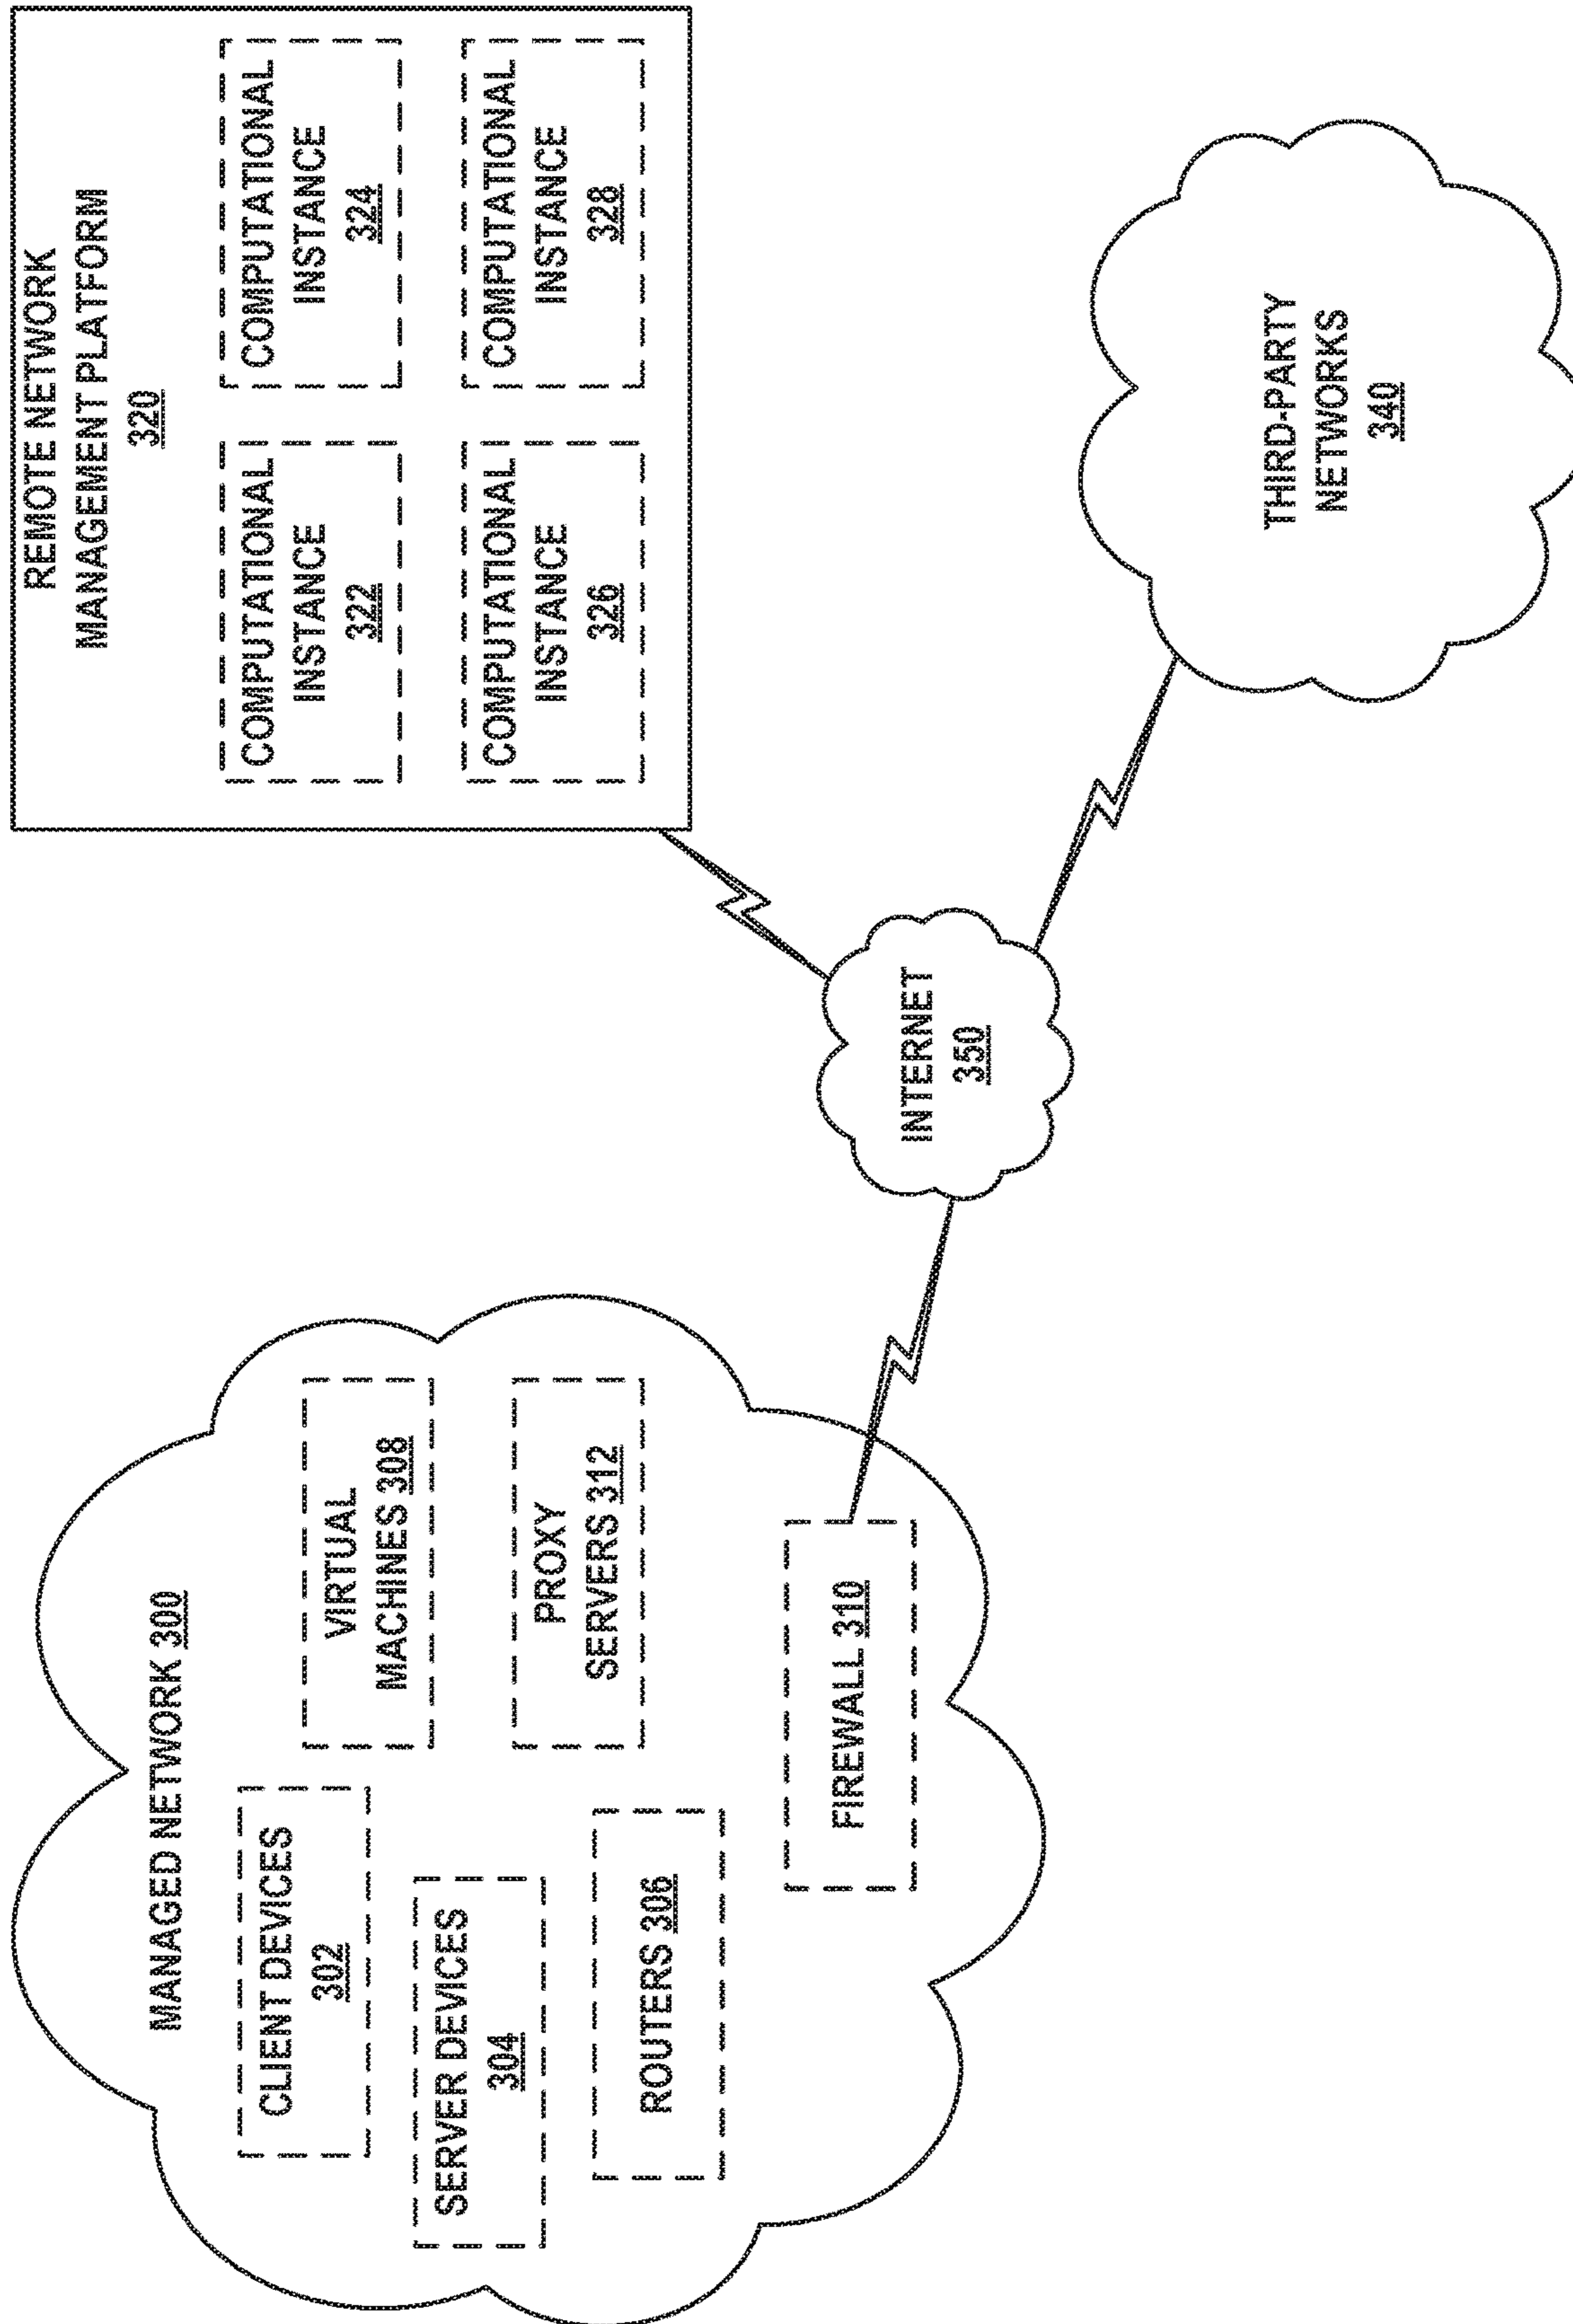 MANAGED NETWORK 300
CLIENT DEVICES
302
VIRTUAL
MACHINES 308
SERVER DEVICES
304
PROXY
SERVERS 312
ROUTERS 306
FIREWALL 310
REMOTE NETWORK
MANAGEMENT PLATFORM
320
COMPUTATIONAL
INSTANCE
322
COMPUTATIONAL
INSTANCE
324
COMPUTATIONAL
INSTANCE
326
COMPUTATIONAL
INSTANCE
328
INTERNET
350
THIRD-PARTY
NETWORKS
340